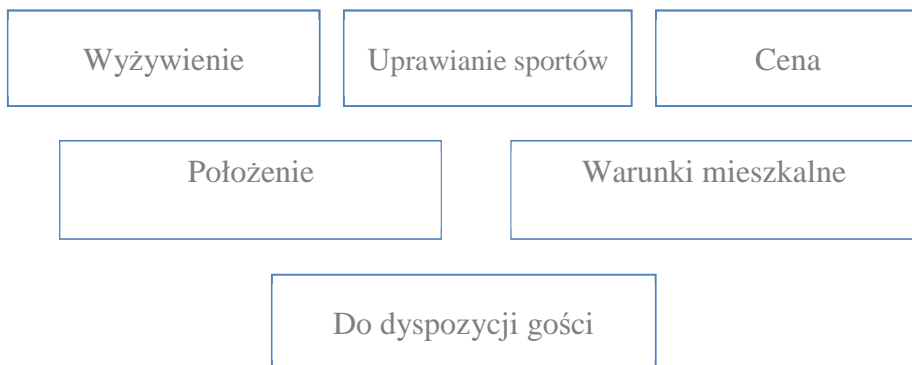 Wyżywienie
Uprawianie sportów
Cena
Położenie
Warunki mieszkalne
Do dyspozycji gości